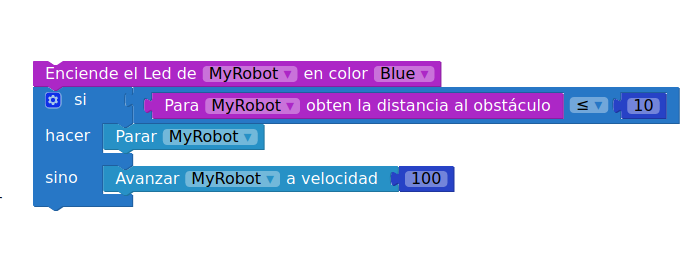 Enciende el Led de MyRobot ▾ en color Blue ▾
si Para MyRobot ▾ obten la distancia al obstáculo ≤ ▾ 10
hacer Parar MyRobot ▾
sino Avanzar MyRobot ▾ a velocidad 100